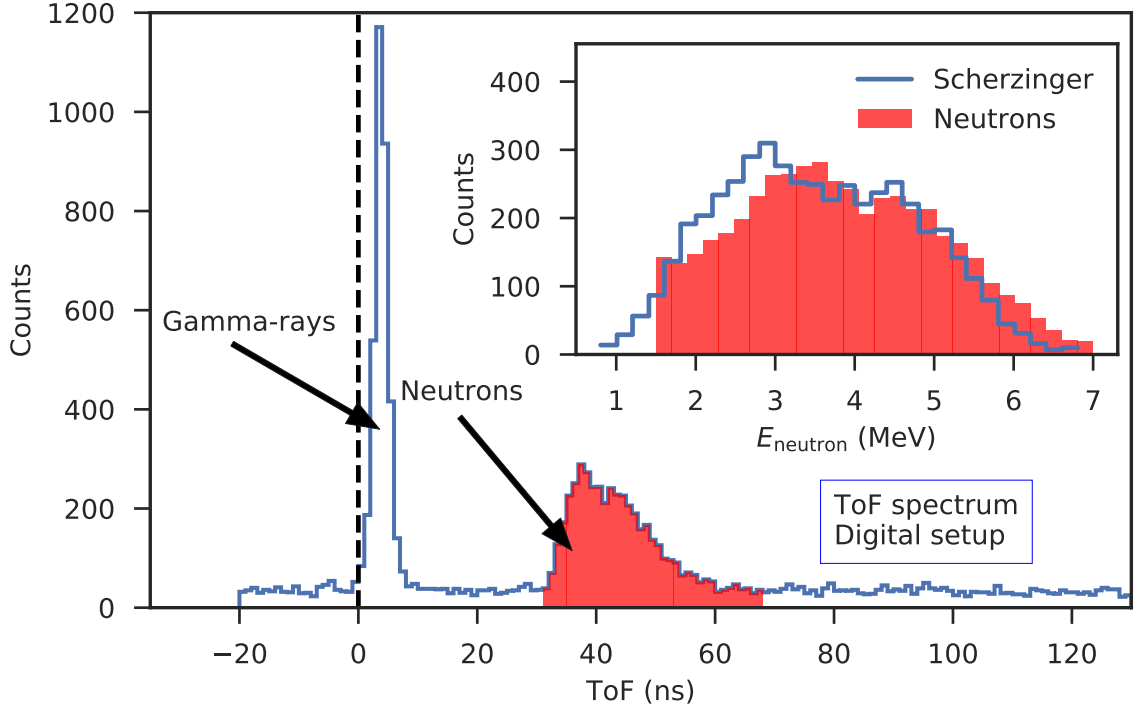 1200
1000
800
600
400
200
0
Counts
Gamma-rays
Neutrons
−20
0
20
40
60
80
100
120
ToF (ns)
400
300
200
100
0
Counts
Scherzinger
Neutrons
1
2
3
4
5
6
7
Eneutron (MeV)
ToF spectrum
Digital setup